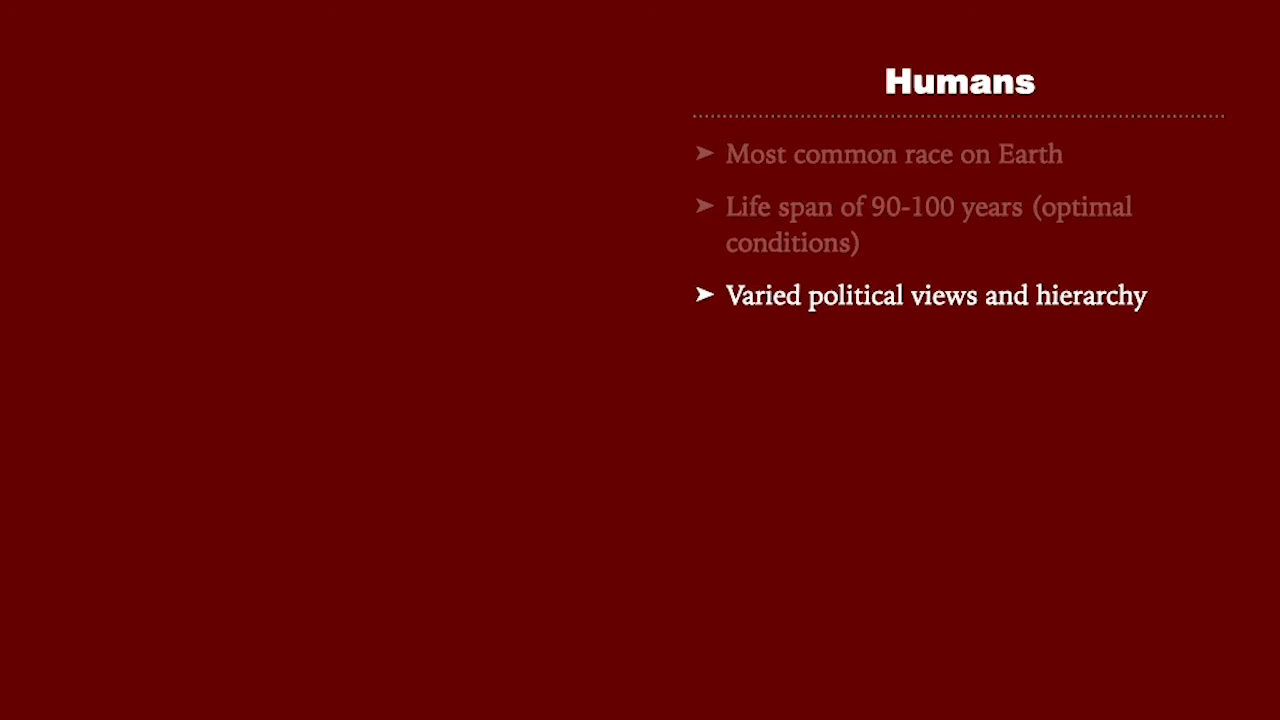 Humans
➤ Most common race on Earth
➤ Life span of 90-100 years (optimal
conditions)
➤ Varied political views and hierarchy